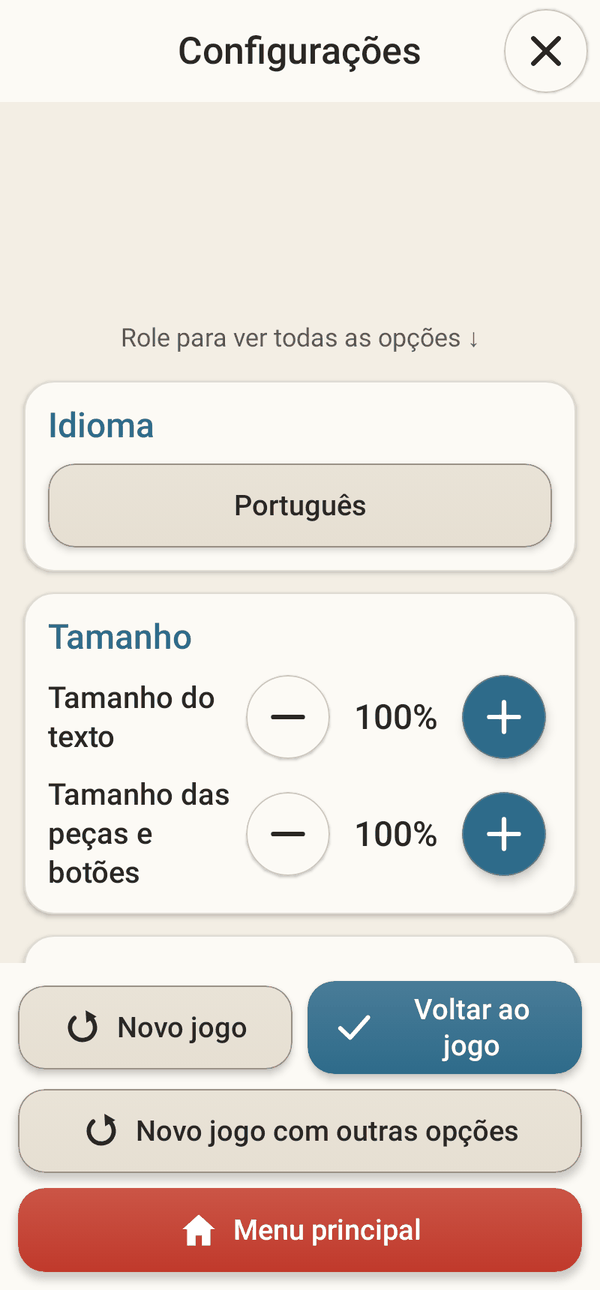 Configurações
Role para ver todas as opções ↓
Idioma
Português
Tamanho
Tamanho do
texto
100%
Tamanho das
peças e
botões
100%
Novo jogo
Voltar ao
jogo
Novo jogo com outras opções
Menu principal